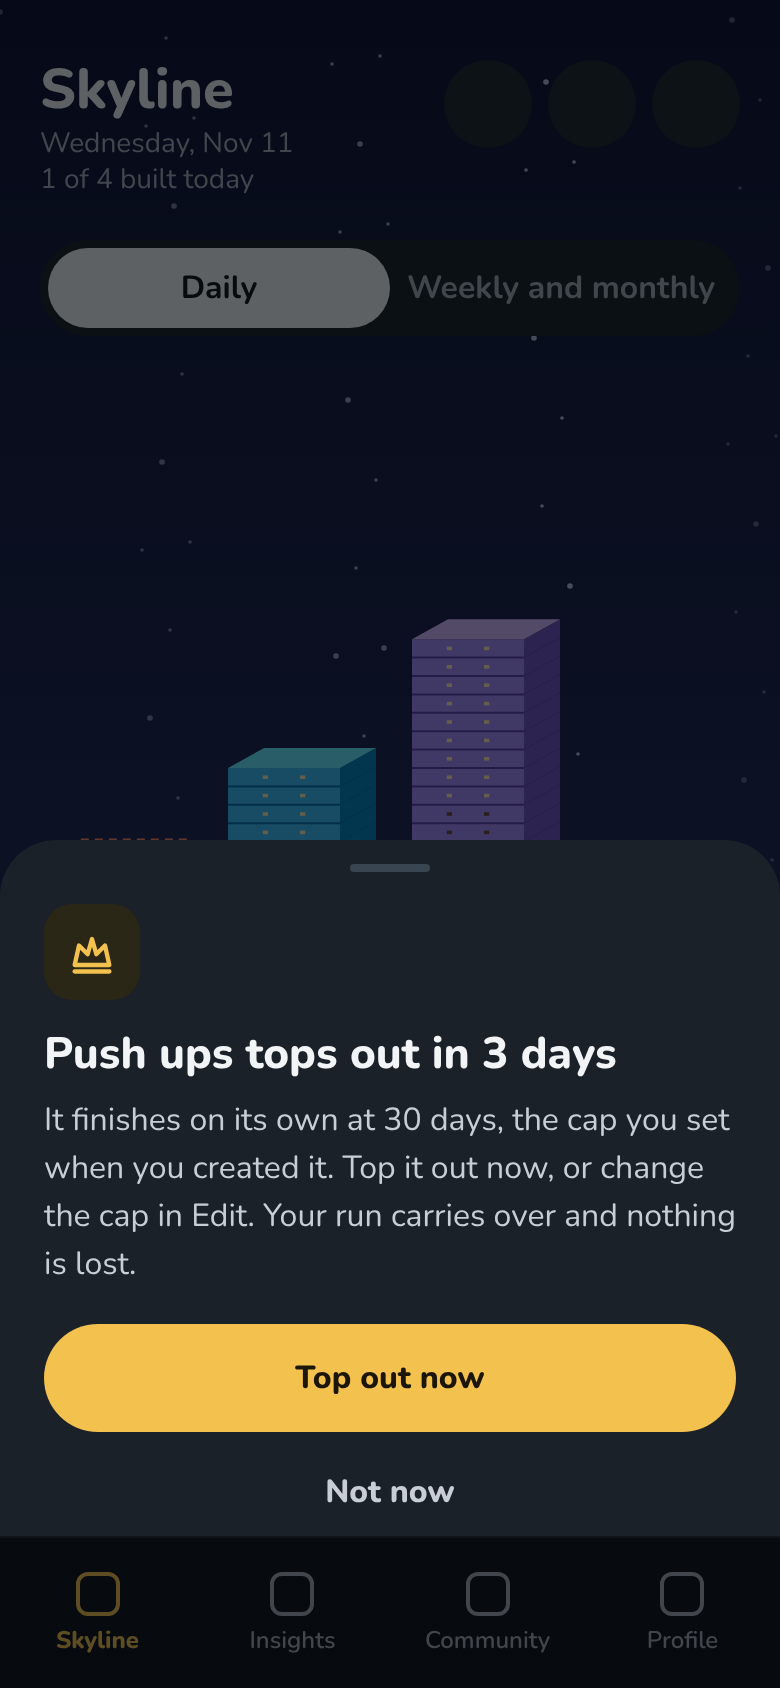 Skyline
Wednesday, Nov 11
1 of 4 built today
Daily
Weekly and monthly
Push ups tops out in 3 days
It finishes on its own at 30 days, the cap you set
when you created it. Top it out now, or change
the cap in Edit. Your run carries over and nothing
is lost.
Top out now
Not now
Skyline
Insights
Community
Profile